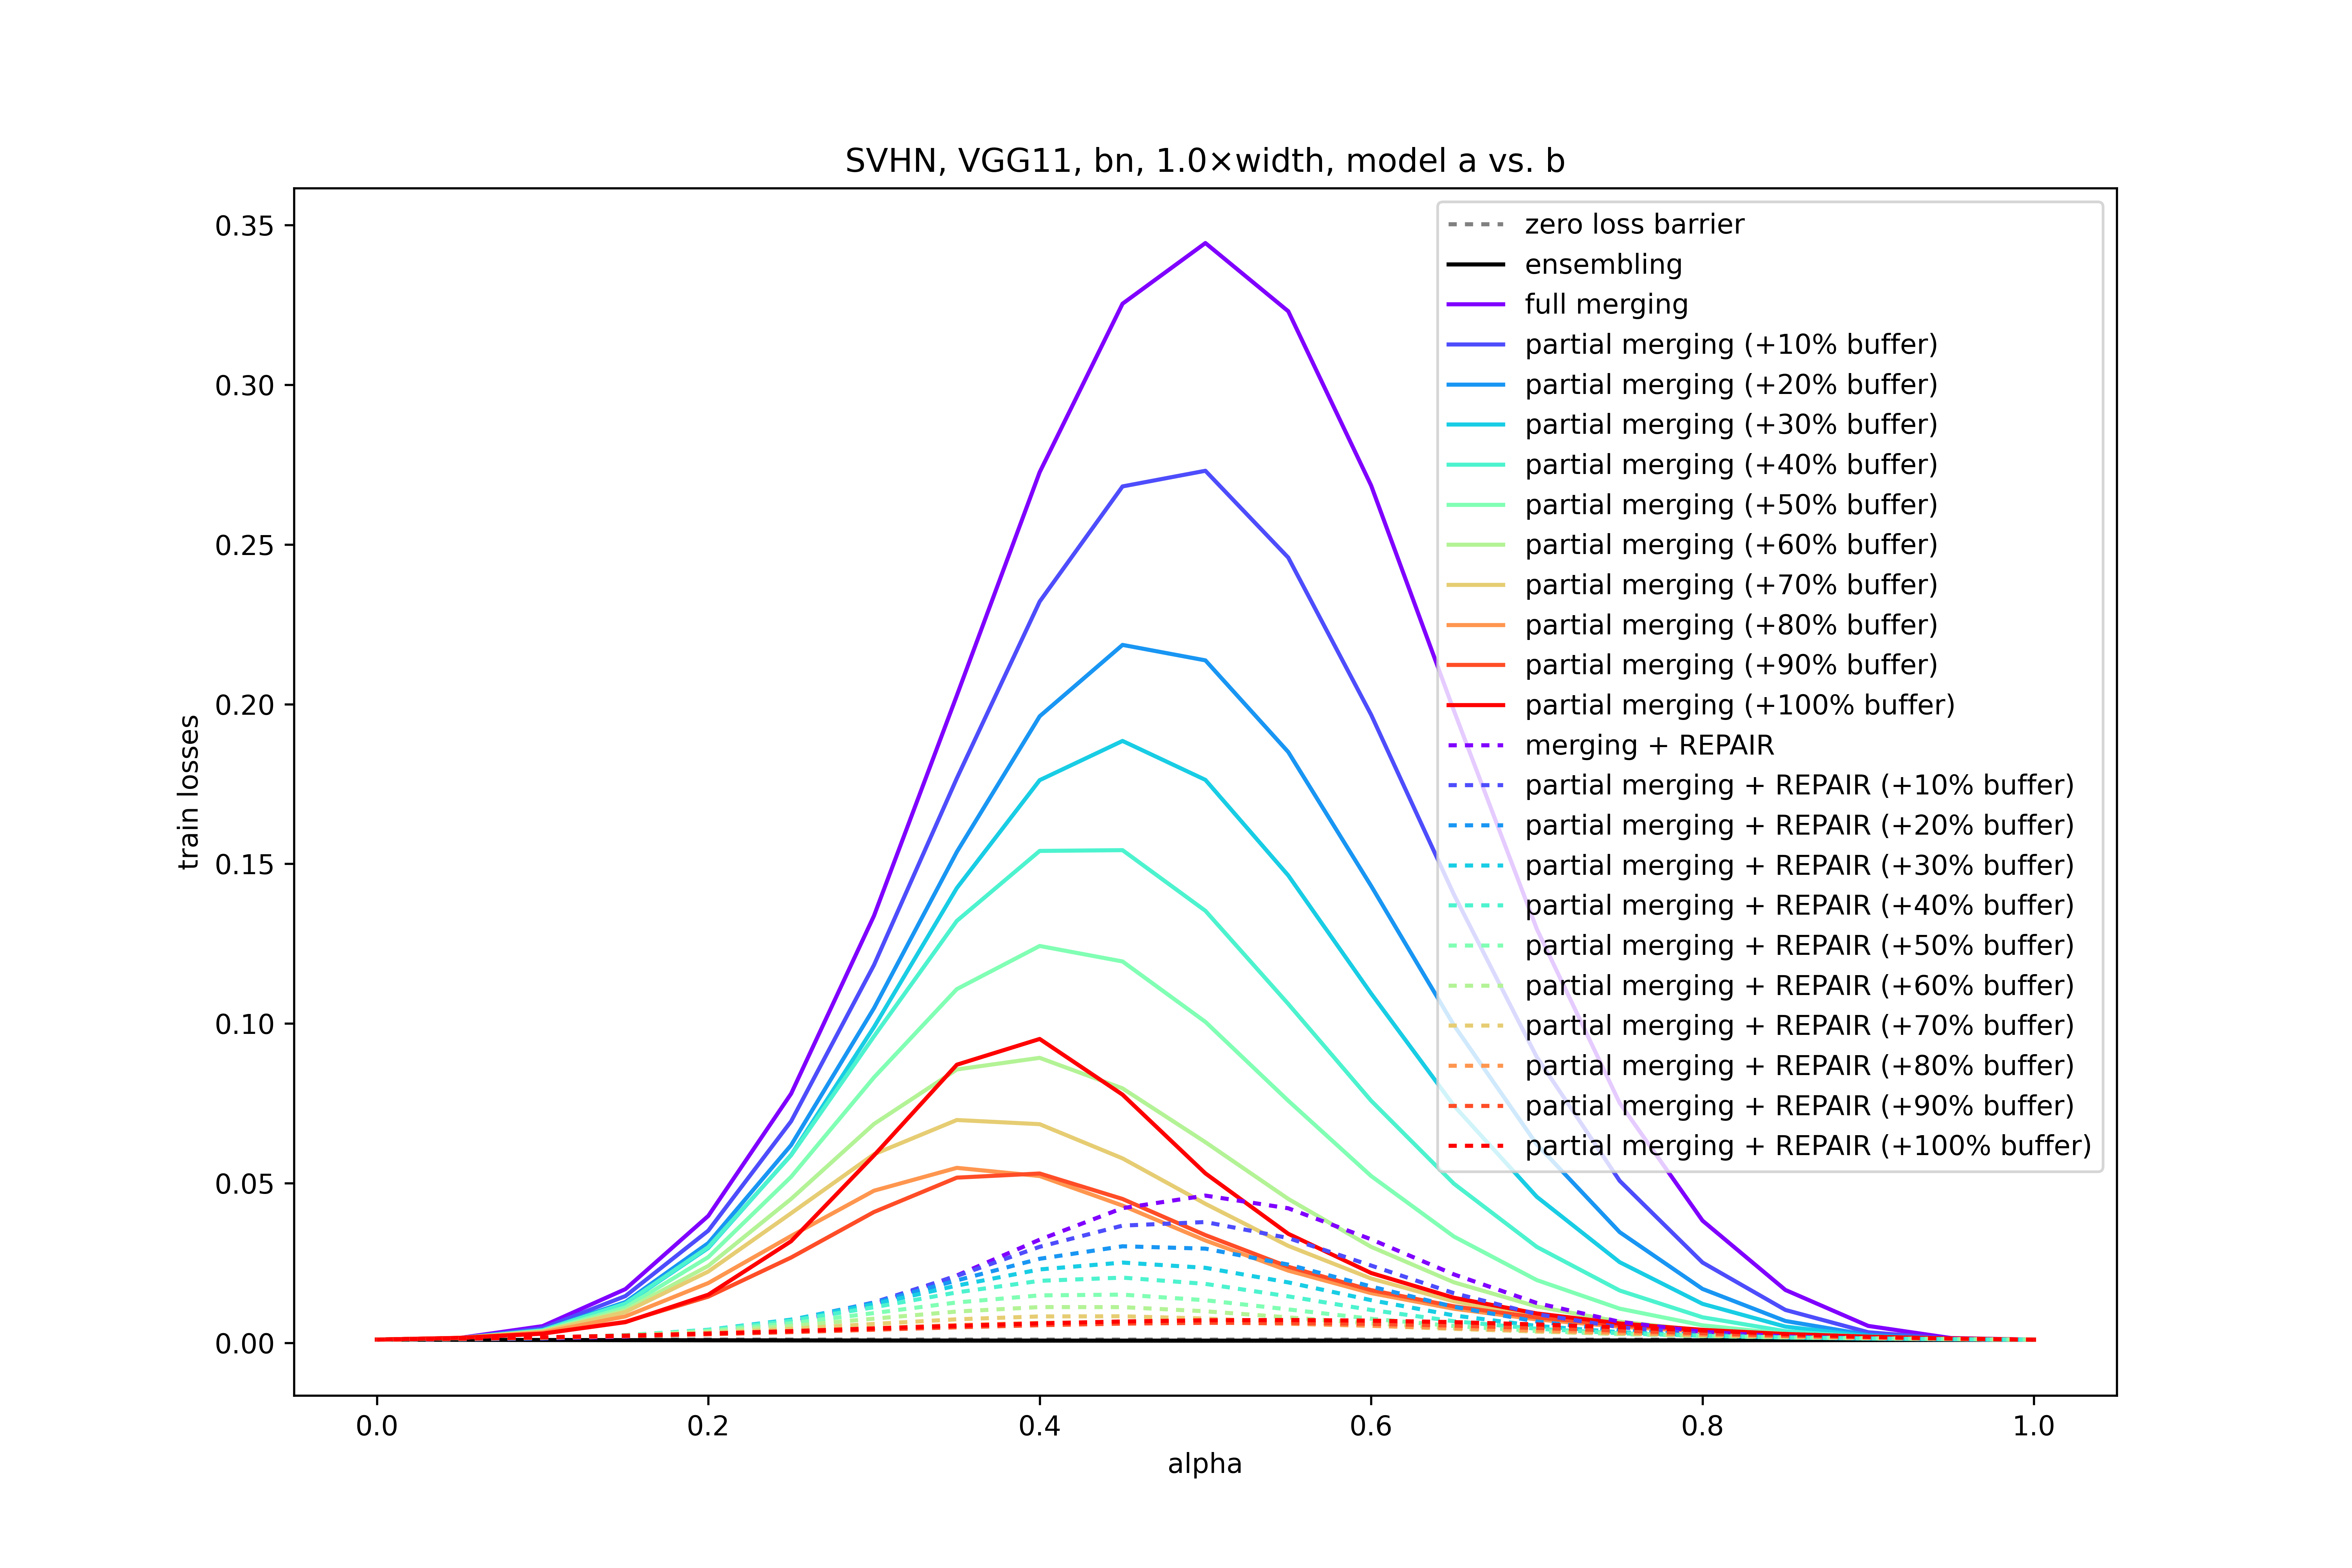 SVHN, VGG11, bn, 1.0×width, model a vs. b
train losses
0.35
0.30
0.25
0.20
0.15
0.10
0.05
0.00
zero loss barrier
ensembling
full merging
partial merging (+10% buffer)
partial merging (+20% buffer)
partial merging (+30% buffer)
partial merging (+40% buffer)
partial merging (+50% buffer)
partial merging (+60% buffer)
partial merging (+70% buffer)
partial merging (+80% buffer)
partial merging (+90% buffer)
partial merging (+100% buffer)
merging + REPAIR
partial merging + REPAIR (+10% buffer)
partial merging + REPAIR (+20% buffer)
partial merging + REPAIR (+30% buffer)
partial merging + REPAIR (+40% buffer)
partial merging + REPAIR (+50% buffer)
partial merging + REPAIR (+60% buffer)
partial merging + REPAIR (+70% buffer)
partial merging + REPAIR (+80% buffer)
partial merging + REPAIR (+90% buffer)
partial merging + REPAIR (+100% buffer)
0.0 0.2 0.4 0.6 0.8 1.0
alpha